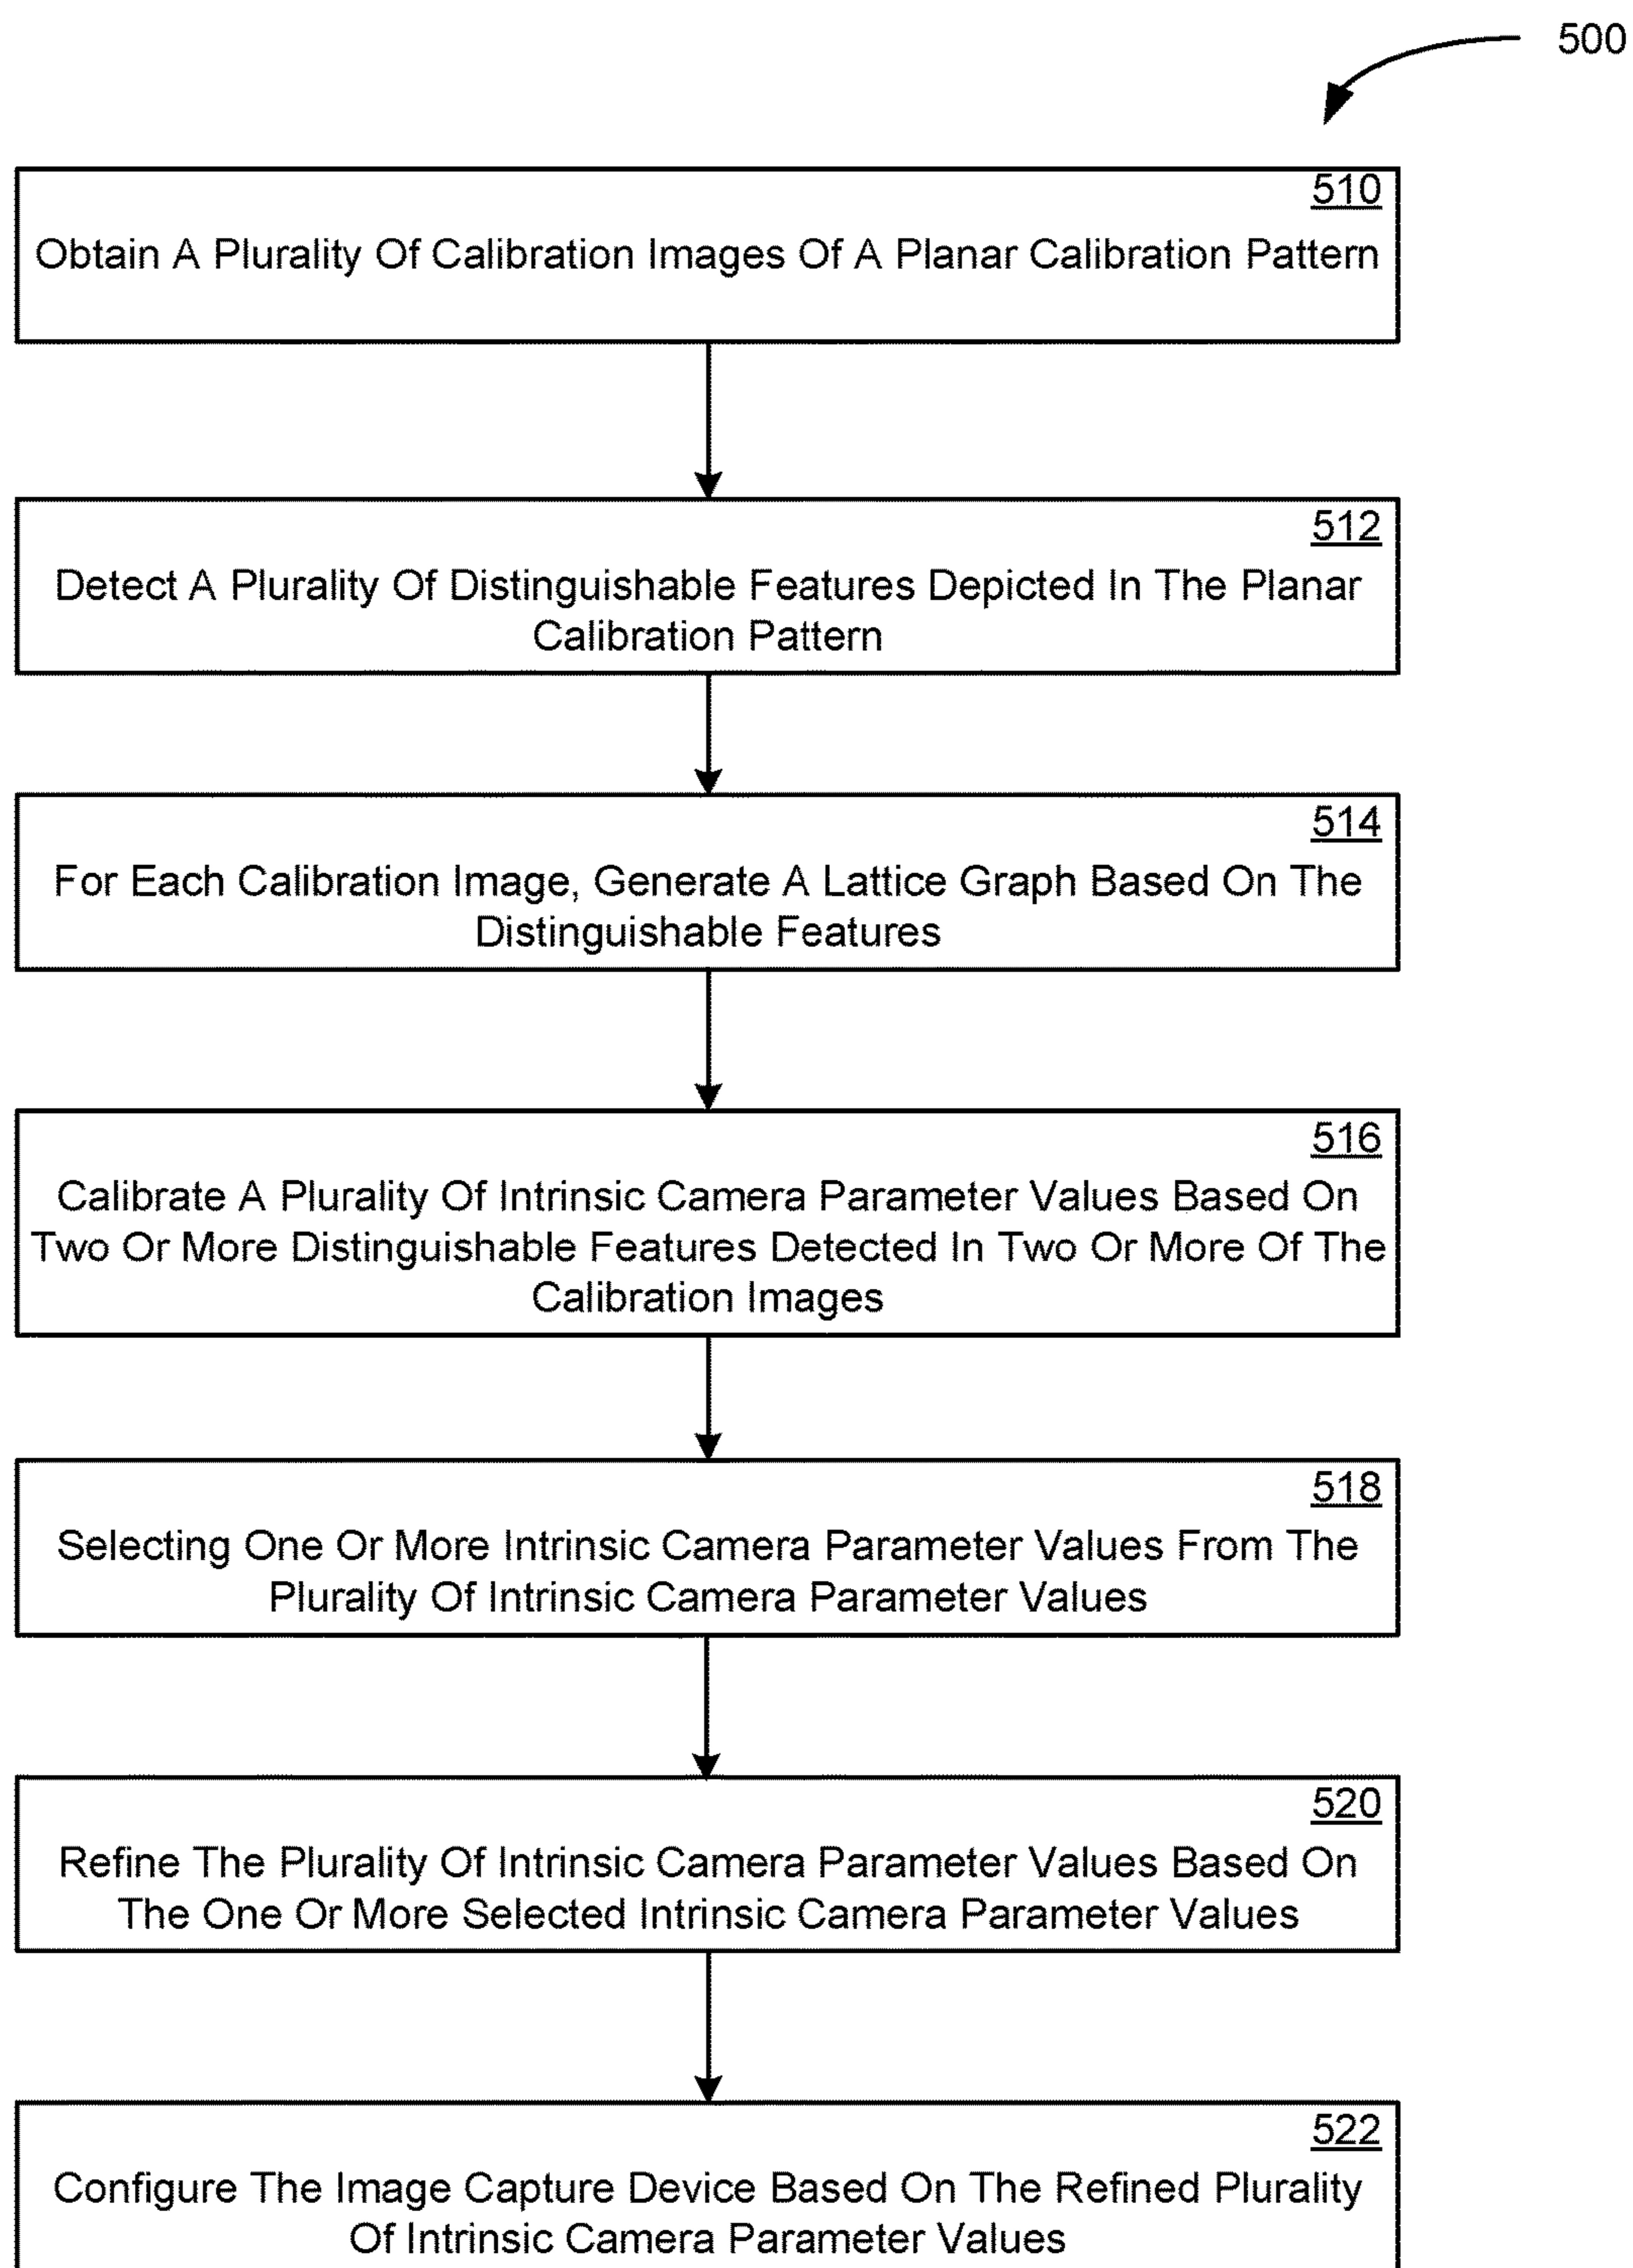 500
510
Obtain A Plurality Of Calibration Images Of A Planar Calibration Pattern
512
Detect A Plurality Of Distinguishable Features Depicted In The Planar
Calibration Pattern
514
For Each Calibration Image, Generate A Lattice Graph Based On The
Distinguishable Features
516
Calibrate A Plurality Of Intrinsic Camera Parameter Values Based On
Two Or More Distinguishable Features Detected In Two Or More Of The
Calibration Images
518
Selecting One Or More Intrinsic Camera Parameter Values From The
Plurality Of Intrinsic Camera Parameter Values
520
Refine The Plurality Of Intrinsic Camera Parameter Values Based On
The One Or More Selected Intrinsic Camera Parameter Values
522
Configure The Image Capture Device Based On The Refined Plurality
Of Intrinsic Camera Parameter Values